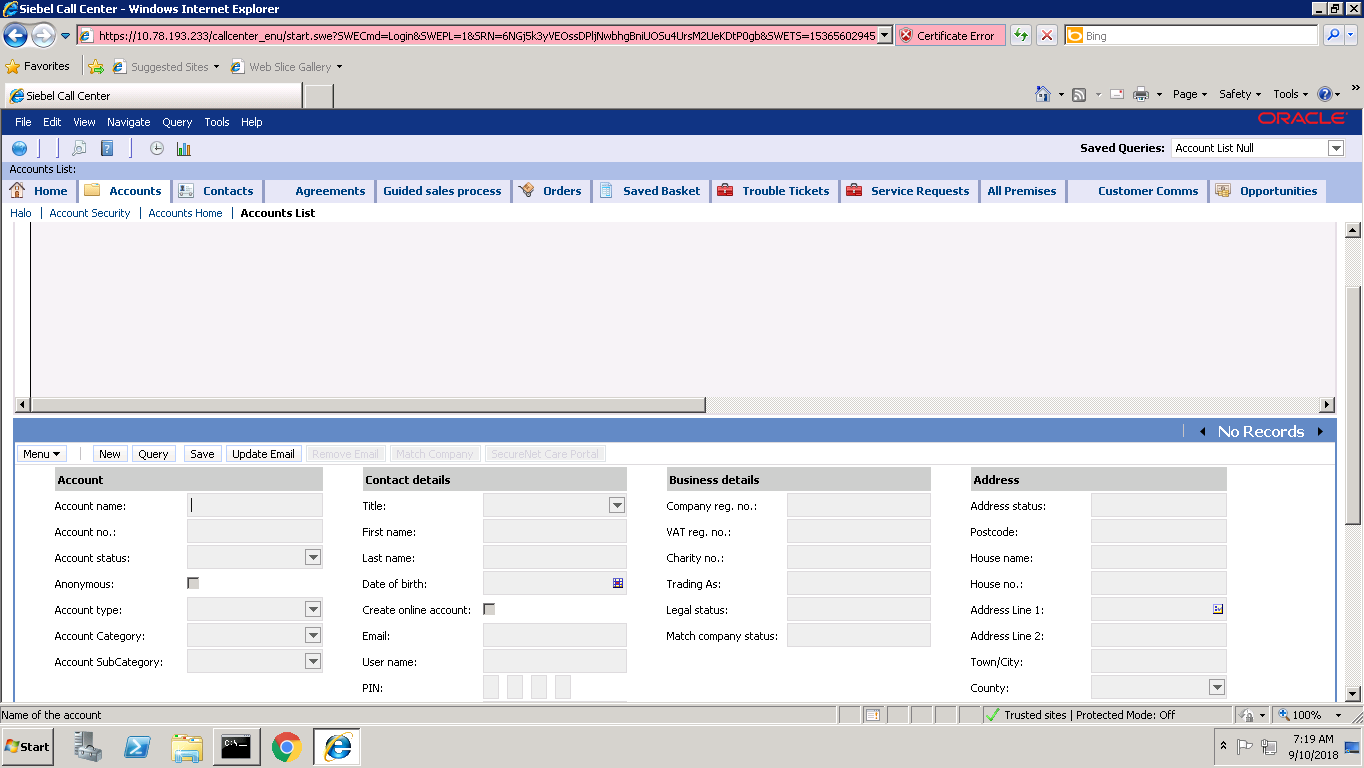 Siebel Call Center - Windows Internet Explorer
https://10.78.193.233/callcenter_enu/start.swe?SWECmd=Login&SWEPL=1&SRN=6NGj5k3yVEOssDPljNwbhgBniUOSu4UrsM2UeKDtP0gb&SWETS=15365602945 Certificate Error Bing
Favorites Suggested Sites Web Slice Gallery
Siebel Call Center Page Safety Tools
File Edit View Navigate Query Tools Help ORACLE
Saved Queries: Account List Null
Accounts List:
Home Accounts Contacts Agreements Guided sales process Orders Saved Basket Trouble Tickets Service Requests All Premises Customer Comms Opportunities
Halo | Account Security | Accounts Home | Accounts List
No Records
Menu New Query Save Update Email Remove Email Match Company SecureNet Care Portal
Account Contact details Business details Address
Account name: Title: Company reg. no.: Address status:
Account no.: First name: VAT reg. no.: Postcode:
Account status: Last name: Charity no.: House name:
Anonymous: Date of birth: Trading As: House no.:
Account type: Create online account: Legal status: Address Line 1:
Account Category: Email: Match company status: Address Line 2:
Account SubCategory: User name: Town/City:
PIN: County:
Name of the account Trusted sites | Protected Mode: Off 100%
Start C:\ 7:19 AM
9/10/2018